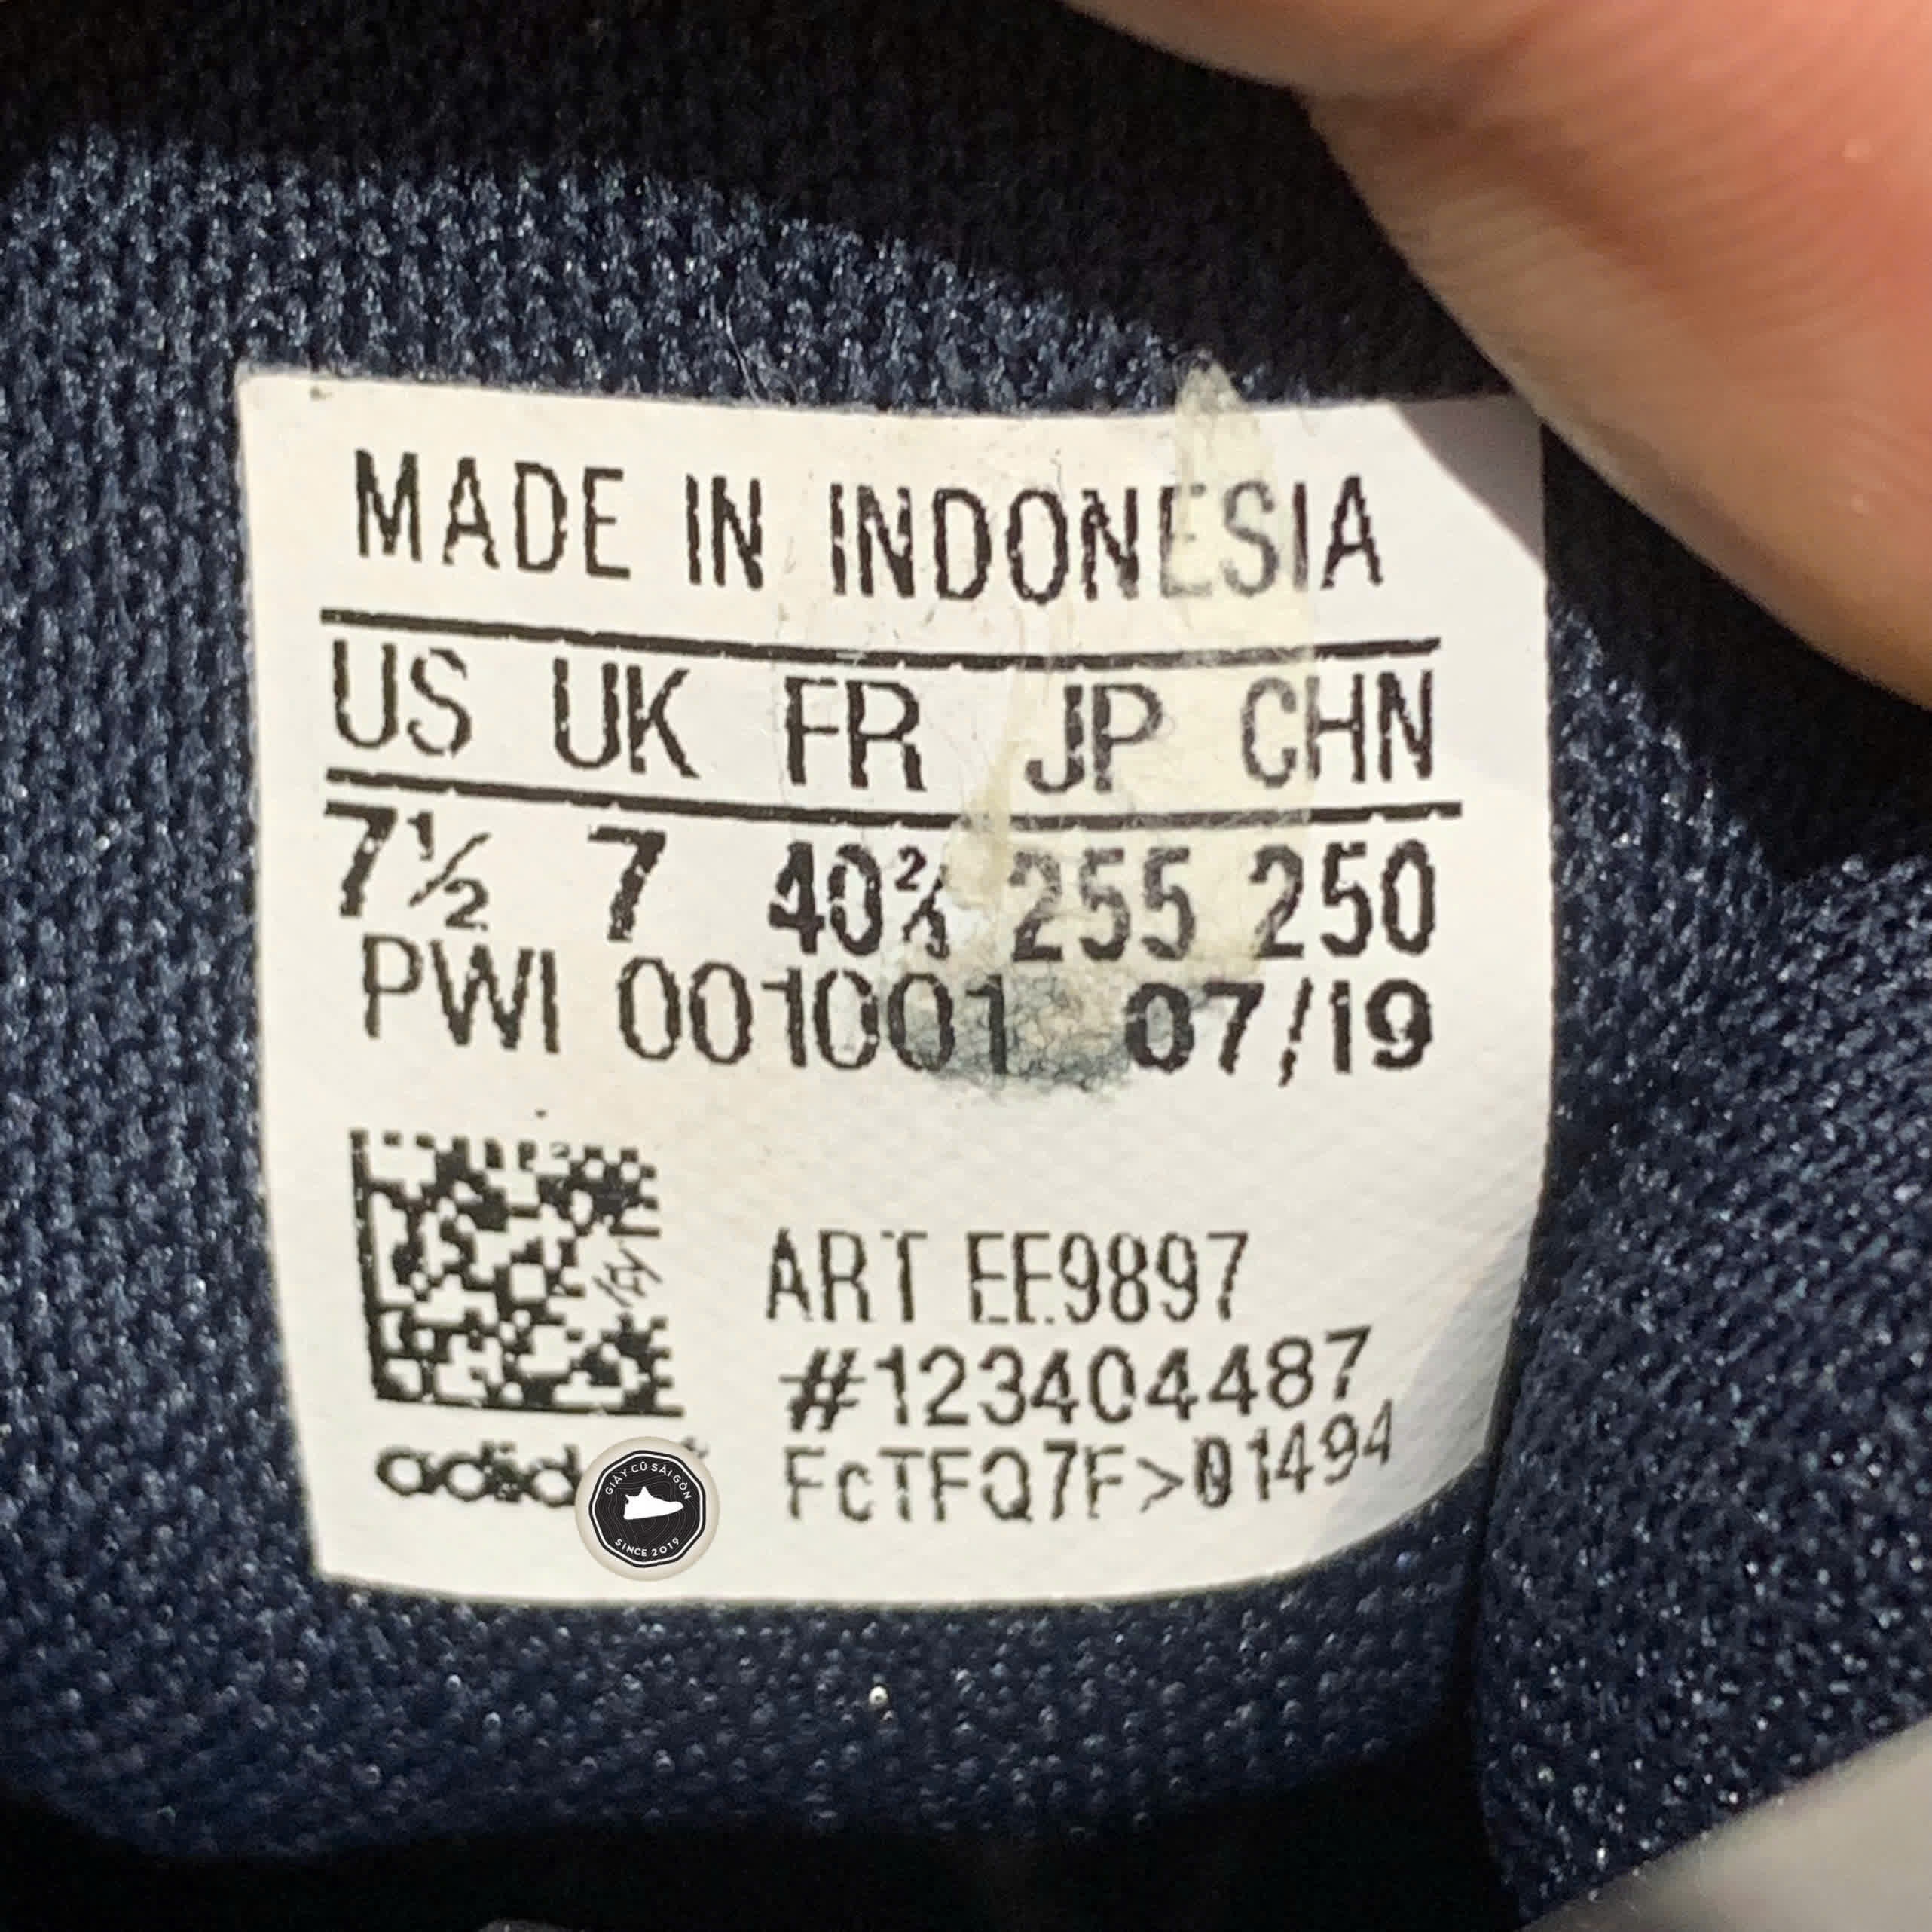 MADE IN INDONESIA
US UK FR JP CHN
7½ 7 40⅔ 255 250
PWI 001001 07/19
ART EE9897
#123404487
FcTFQ7F>01494
adid
GIÀY CŨ SÀI GÒN
SINCE 2019